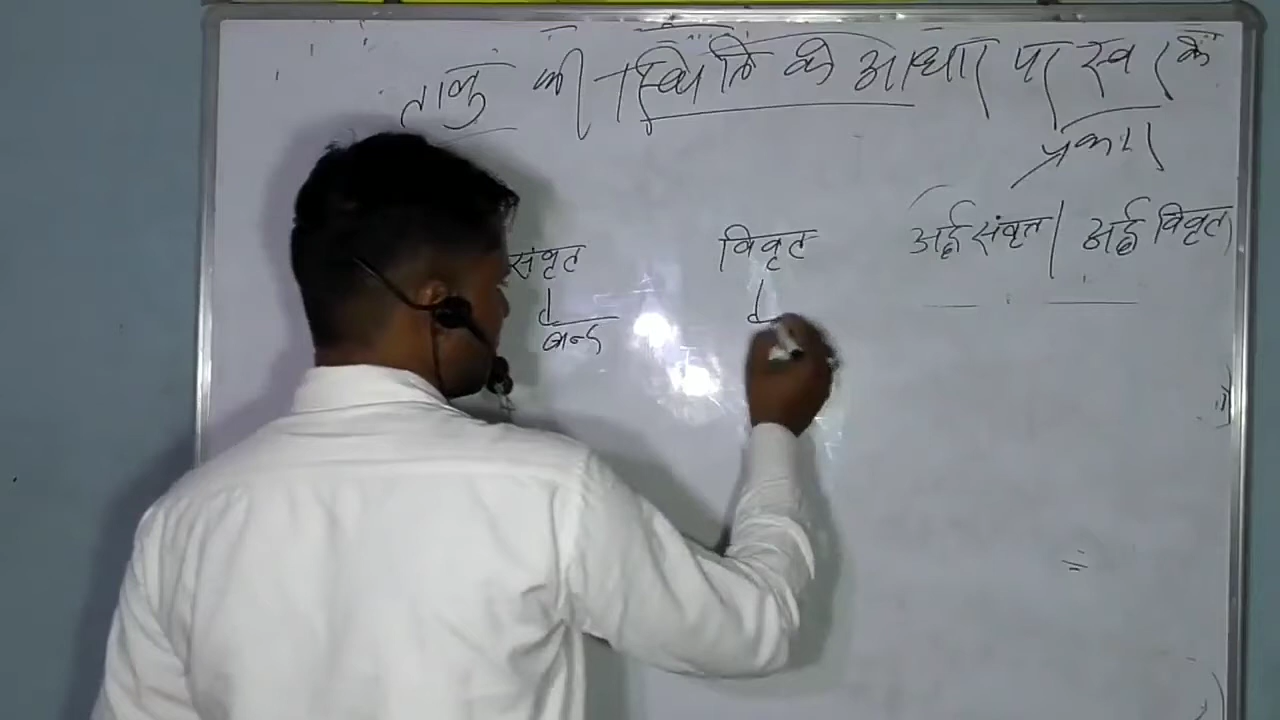 तालु की स्थिति के आधार पर स्वर के
प्रकार
संवृत विवृत अर्द्ध संवृत | अर्द्ध विवृत
बन्द